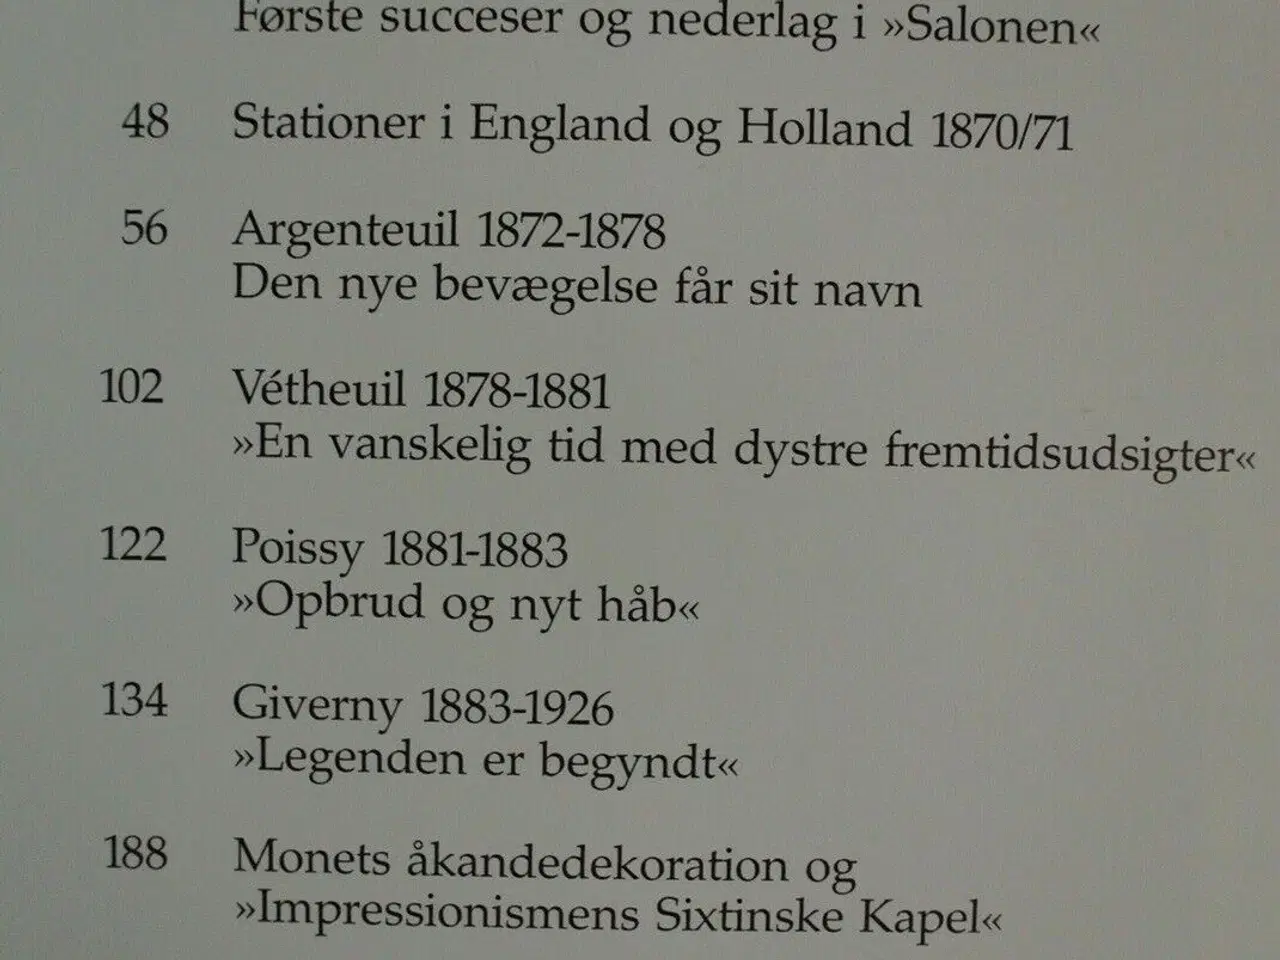 Første succeser og nederlag i »Salonen«
48 Stationer i England og Holland 1870/71
56 Argenteuil 1872-1878
Den nye bevægelse får sit navn
102 Vétheuil 1878-1881
»En vanskelig tid med dystre fremtidsudsigter«
122 Poissy 1881-1883
»Opbrud og nyt håb«
134 Giverny 1883-1926
»Legenden er begyndt«
188 Monets åkandedekoration og
»Impressionismens Sixtinske Kapel«